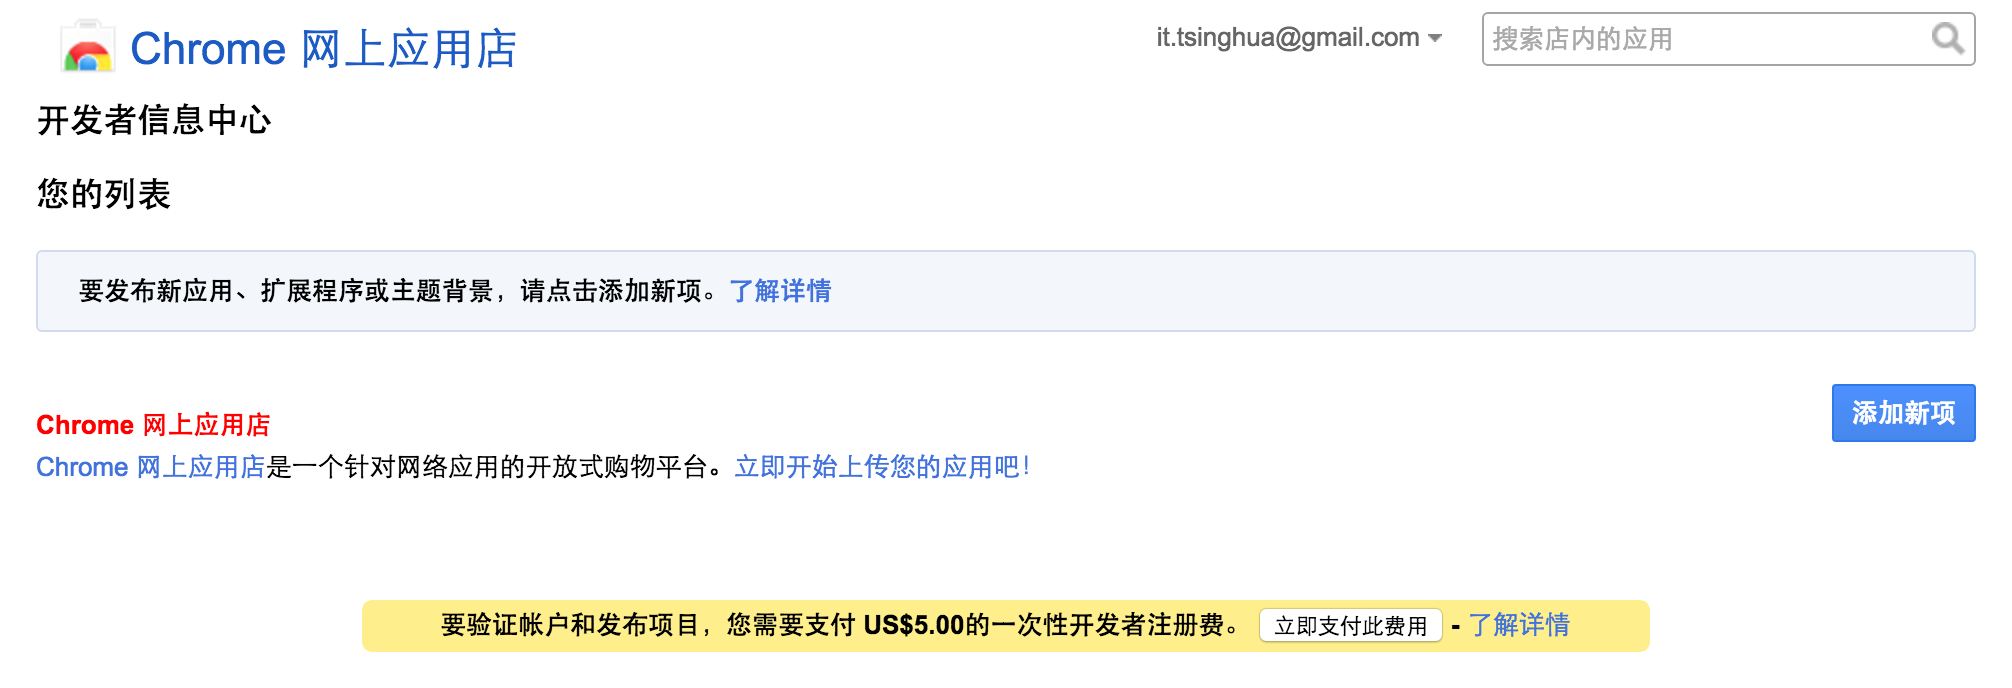 Chrome 网上应用店
it.tsinghua@gmail.com
搜索店内的应用
开发者信息中心
您的列表
要发布新应用、扩展程序或主题背景，请点击添加新项。了解详情
添加新项
Chrome 网上应用店
Chrome 网上应用店是一个针对网络应用的开放式购物平台。立即开始上传您的应用吧！
要验证帐户和发布项目，您需要支付 US$5.00的一次性开发者注册费。 立即支付此费用 - 了解详情